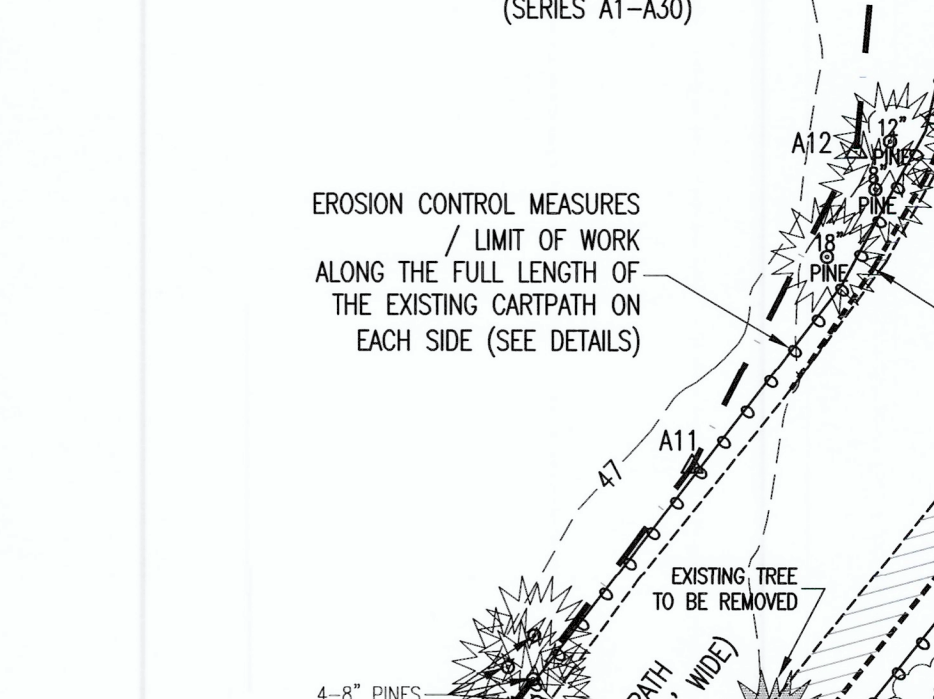 (SERIES A1-A30)
12"
A12
PINE
8"
PINE
EROSION CONTROL MEASURES
/ LIMIT OF WORK
ALONG THE FULL LENGTH OF
THE EXISTING CARTPATH ON
EACH SIDE (SEE DETAILS)
18"
PINE
A11
47
EXISTING TREE
TO BE REMOVED
PATH
WIDE)
4-8" PINES